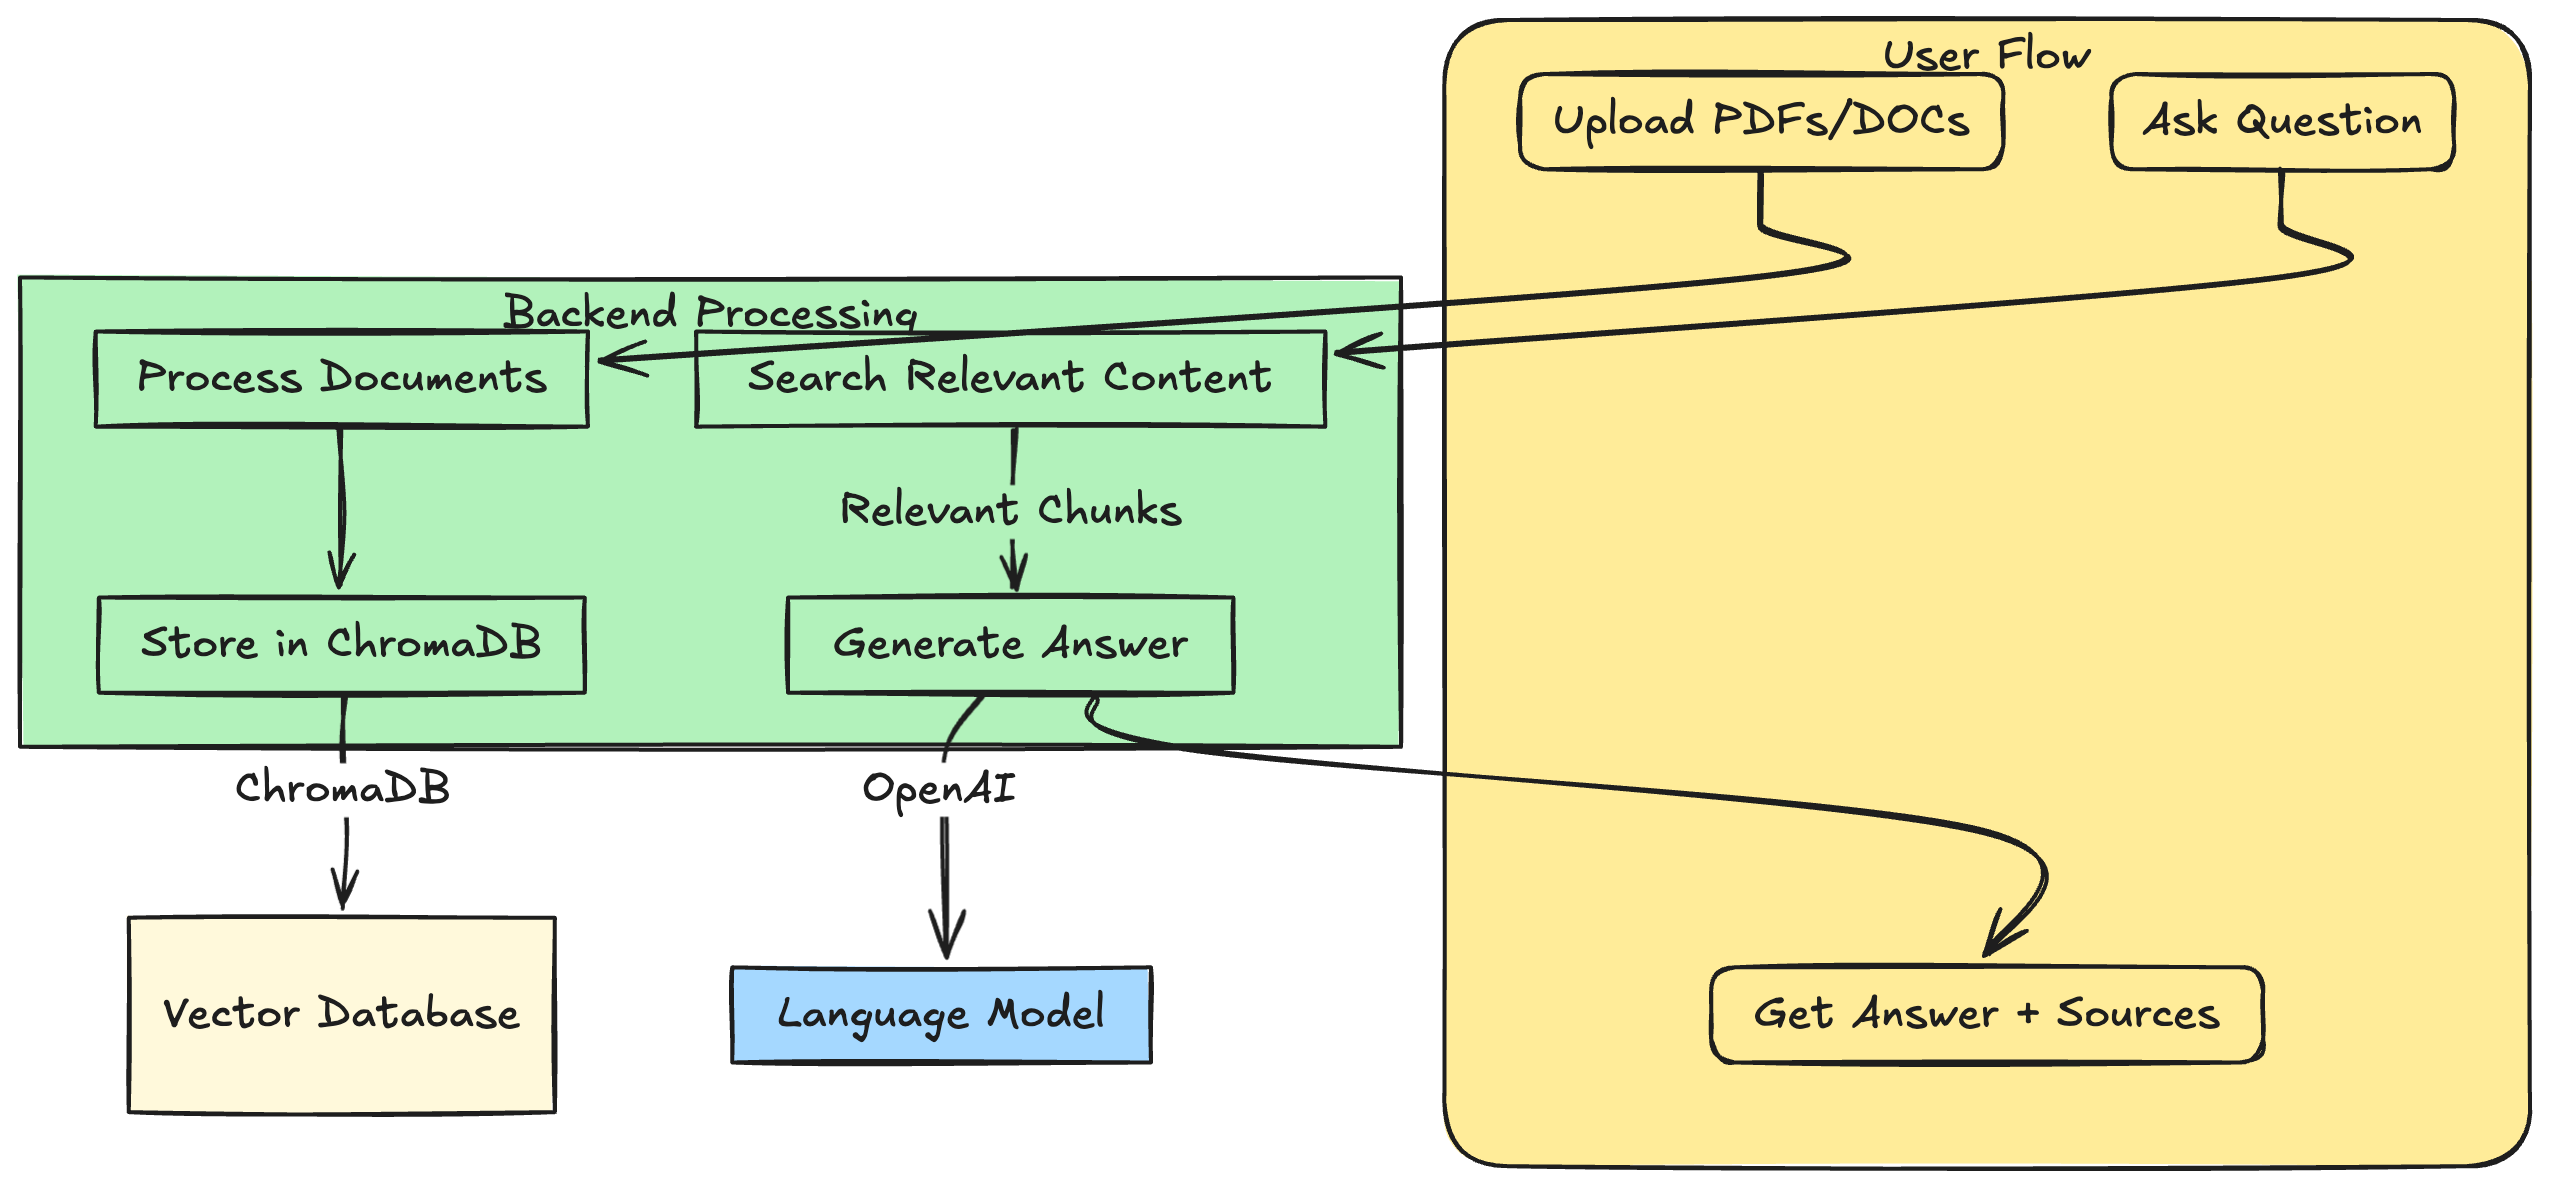 User Flow
Upload PDFs/DOCs
Ask Question
Backend Processing
Process Documents
Search Relevant Content
Relevant Chunks
Store in ChromaDB
Generate Answer
ChromaDB
OpenAI
Vector Database
Language Model
Get Answer + Sources